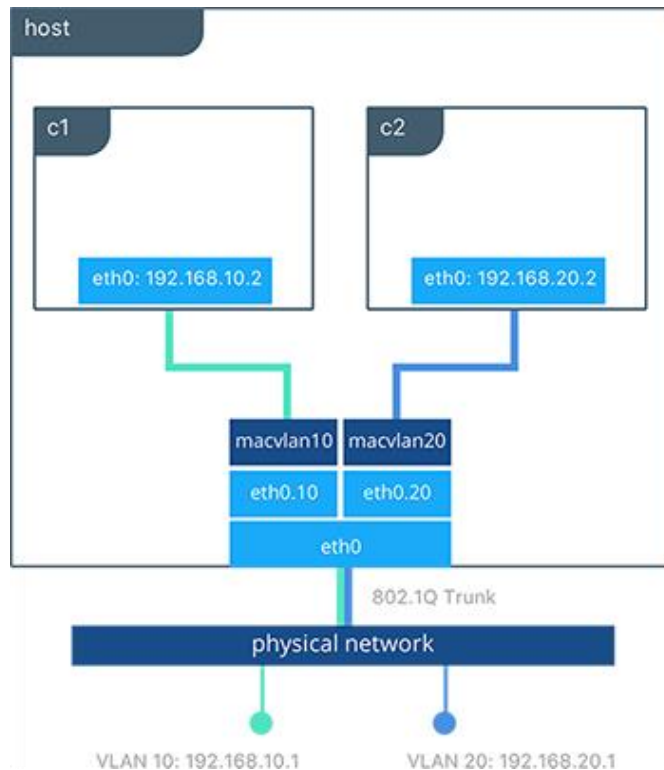 host
c1
c2
eth0: 192.168.10.2
eth0: 192.168.20.2
macvlan10
macvlan20
eth0.10
eth0.20
eth0
802.1Q Trunk
physical network
VLAN 10: 192.168.10.1
VLAN 20: 192.168.20.1